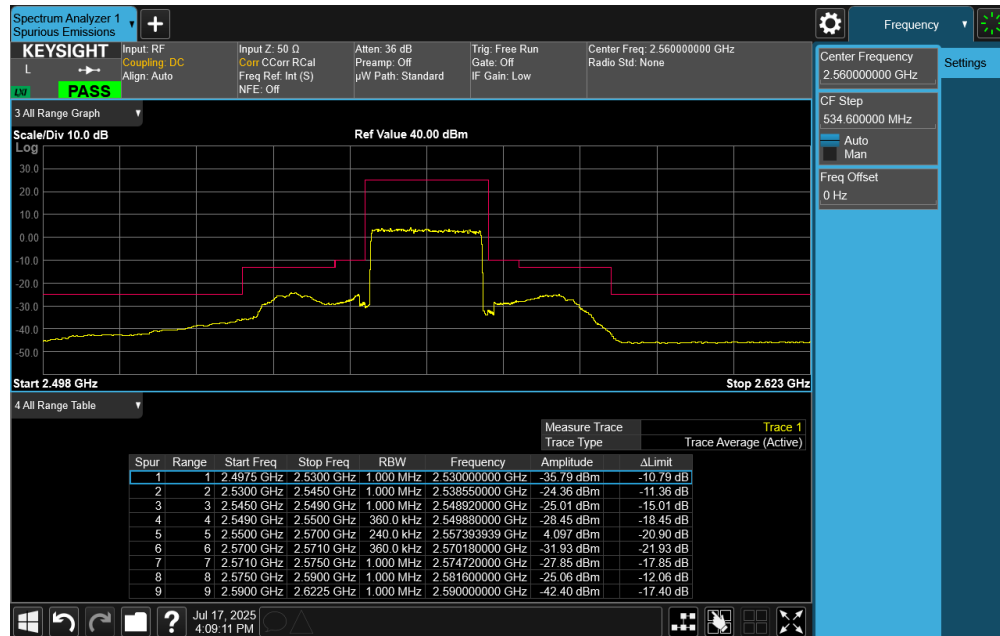 Spectrum Analyzer 1
Spurious Emissions
+
Frequency
KEYSIGHT
L
LXI
PASS
Input: RF
Coupling: DC
Align: Auto
Input Z: 50 Ω
Corr CCorr RCal
Freq Ref: Int (S)
NFE: Off
Atten: 36 dB
Preamp: Off
µW Path: Standard
Trig: Free Run
Gate: Off
IF Gain: Low
Center Freq: 2.560000000 GHz
Radio Std: None
Center Frequency
2.560000000 GHz
Settings
CF Step
534.600000 MHz
Auto
Man
Freq Offset
0 Hz
3 All Range Graph
Scale/Div 10.0 dB
Ref Value 40.00 dBm
Log
30.0
20.0
10.0
0.00
-10.0
-20.0
-30.0
-40.0
-50.0
Start 2.498 GHz
Stop 2.623 GHz
4 All Range Table
Measure Trace Trace 1
Trace Type Trace Average (Active)
Spur Range Start Freq Stop Freq RBW Frequency Amplitude ΔLimit
1 1 2.4975 GHz 2.5300 GHz 1.000 MHz 2.530000000 GHz -35.79 dBm -10.79 dB
2 2 2.5300 GHz 2.5450 GHz 1.000 MHz 2.538550000 GHz -24.36 dBm -11.36 dB
3 3 2.5450 GHz 2.5490 GHz 1.000 MHz 2.548920000 GHz -25.01 dBm -15.01 dB
4 4 2.5490 GHz 2.5500 GHz 360.0 kHz 2.549880000 GHz -28.45 dBm -18.45 dB
5 5 2.5500 GHz 2.5700 GHz 240.0 kHz 2.557393939 GHz 4.097 dBm -20.90 dB
6 6 2.5700 GHz 2.5710 GHz 360.0 kHz 2.570180000 GHz -31.93 dBm -21.93 dB
7 7 2.5710 GHz 2.5750 GHz 1.000 MHz 2.574720000 GHz -27.85 dBm -17.85 dB
8 8 2.5750 GHz 2.5900 GHz 1.000 MHz 2.581600000 GHz -25.06 dBm -12.06 dB
9 9 2.5900 GHz 2.6225 GHz 1.000 MHz 2.590000000 GHz -42.40 dBm -17.40 dB
?
Jul 17, 2025
4:09:11 PM